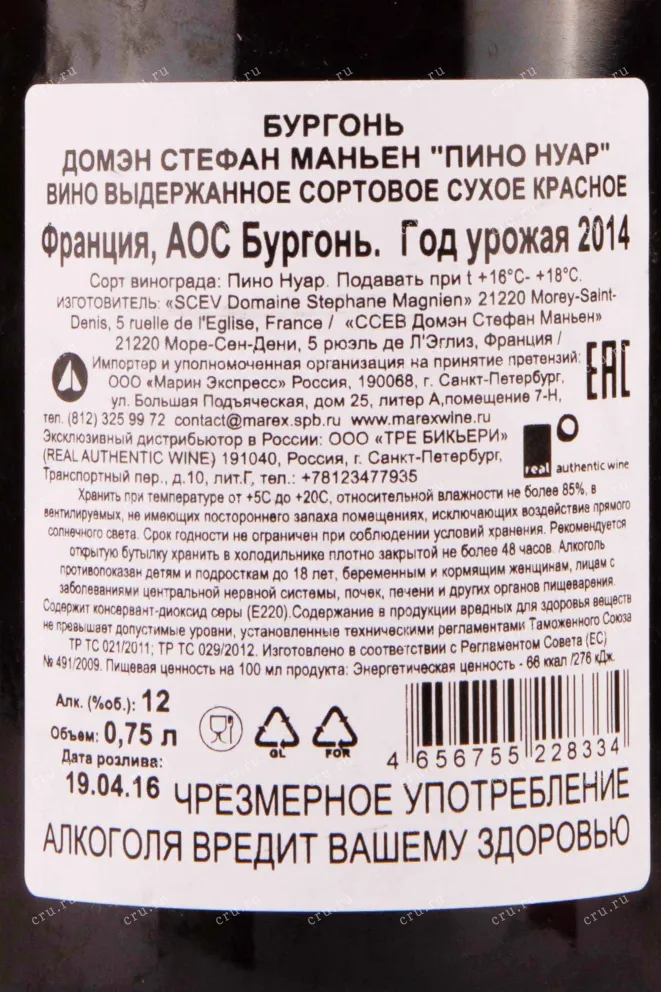 БУРГОНЬ
ДОМЭН СТЕФАН МАНЬЕН "ПИНО НУАР"
ВИНО ВЫДЕРЖАННОЕ СОРТОВОЕ СУХОЕ КРАСНОЕ
Франция, АОС Бургонь. Год урожая 2014
Сорт винограда: Пино Нуар. Подавать при t +16°C- +18°C.
изготовитель: «SCEV Domaine Stephane Magnien» 21220 Morey-Saint-
Denis, 5 ruelle de l'Eglise, France / «ССЕВ Домэн Стефан Маньен»
21220 Море-Сен-Дени, 5 рюэль де Л'Эглиз, Франция /
Импортер и уполномоченная организация на принятие претензий:
ООО «Марин Экспресс» Россия, 190068, г. Санкт-Петербург,
ул. Большая Подъяческая, дом 25, литер А,помещение 7-Н,
тел. (812) 325 99 72 contact@marex.spb.ru www.marexwine.ru
ЕАС
Эксклюзивный дистрибьютор в России: ООО «ТРЕ БИКЬЕРИ»
(REAL AUTHENTIC WINE) 191040, Россия, г. Санкт-Петербург,
Транспортный пер., д.10, лит.Г, тел.: +78123477935
real authentic wine
Хранить при температуре от +5С до +20С, относительной влажности не более 85%, в
вентилируемых, не имеющих постороннего запаха помещениях, исключающих воздействие прямого
солнечного света. Срок годности не ограничен при соблюдении условий хранения. Рекомендуется
открытую бутылку хранить в холодильнике плотно закрытой не более 48 часов. Алкоголь
противопоказан детям и подросткам до 18 лет, беременным и кормящим женщинам, лицам с
заболеваниями центральной нервной системы, почек, печени и других органов пищеварения.
Содержит консервант-диоксид серы (Е220).Содержание в продукции вредных для здоровья веществ
не превышает допустимые уровни, установленные техническими регламентами Таможенного Союза
ТР ТС 021/2011; ТР ТС 029/2012. Изготовлено в соответствии с Регламентом Совета (ЕС)
№ 491/2009. Пищевая ценность на 100 мл продукта: Энергетическая ценность - 66 ккал /276 кДж.
Алк. (%об.): 12
Объем: 0,75 л
Дата розлива:
19.04.16
GL
FOR
4 656755 228334
ЧРЕЗМЕРНОЕ УПОТРЕБЛЕНИЕ
АЛКОГОЛЯ ВРЕДИТ ВАШЕМУ ЗДОРОВЬЮ
cru.ru